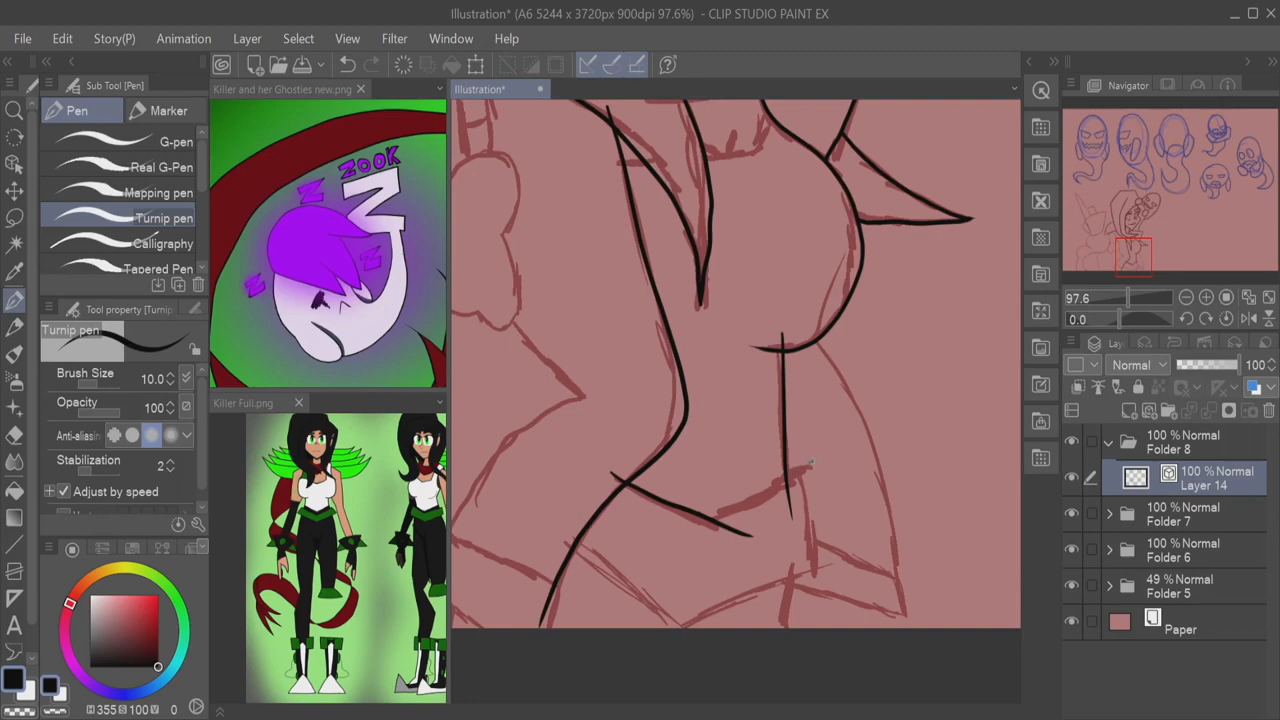 Illustration* (A6 5244 x 3720px 900dpi 97.6%) - CLIP STUDIO PAINT EX
File Edit Story(P) Animation Layer Select View Filter Window Help
Sub Tool [Pen]
Pen
Marker
G-pen
Real G-Pen
Mapping pen
Turnip pen
Calligraphy
Tapered Pen
Tool property [Turnip
Turnip pen
Brush Size 10.0
Opacity 100
Anti-aliasin
Stabilization 2
Adjust by speed
H 355 S 100 V 0
Killer and her Ghosties new.png
ZOOK
Z
Z
Z
Killer Full.png
Illustration*
Navigator
97.6
0.0
Lay
Normal 100
100 % Normal
Folder 8
100 % Normal
Layer 14
100 % Normal
Folder 7
100 % Normal
Folder 6
49 % Normal
Folder 5
Paper